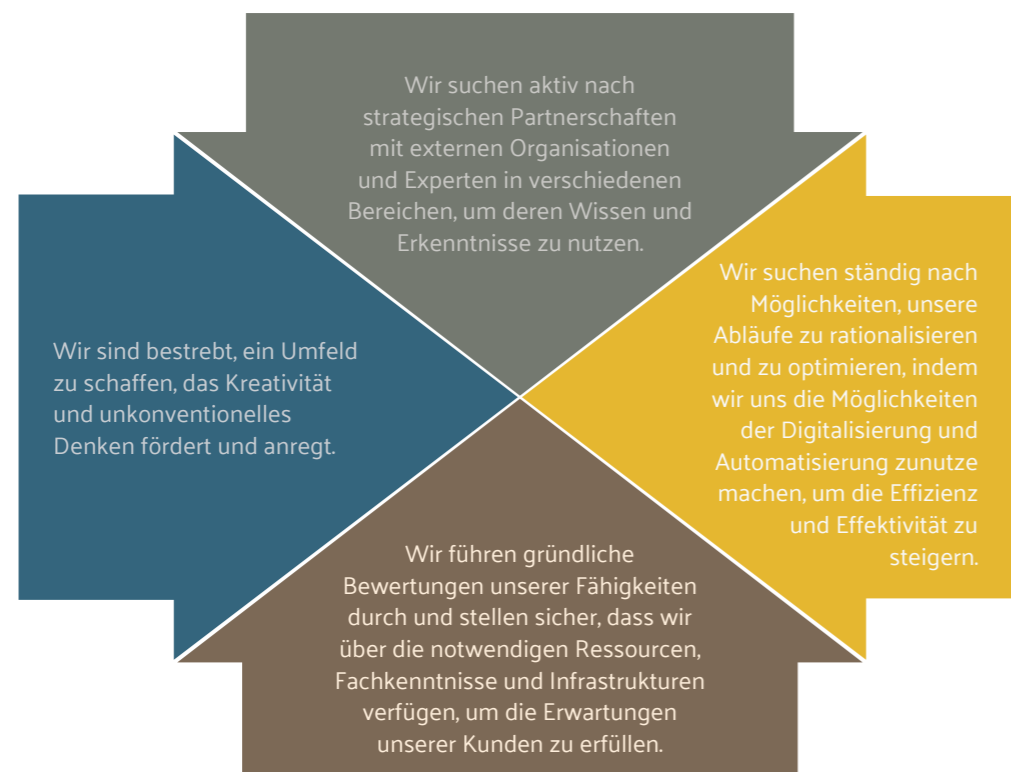 Wir suchen aktiv nach
strategischen Partnerschaften
mit externen Organisationen
und Experten in verschiedenen
Bereichen, um deren Wissen und
Erkenntnisse zu nutzen.
Wir sind bestrebt, ein Umfeld
zu schaffen, das Kreativität
und unkonventionelles
Denken fördert und anregt.
Wir suchen ständig nach
Möglichkeiten, unsere
Abläufe zu rationalisieren
und zu optimieren, indem
wir uns die Möglichkeiten
der Digitalisierung und
Automatisierung zunutze
machen, um die Effizienz
und Effektivität zu
steigern.
Wir führen gründliche
Bewertungen unserer Fähigkeiten
durch und stellen sicher, dass wir
über die notwendigen Ressourcen,
Fachkenntnisse und Infrastrukturen
verfügen, um die Erwartungen
unserer Kunden zu erfüllen.